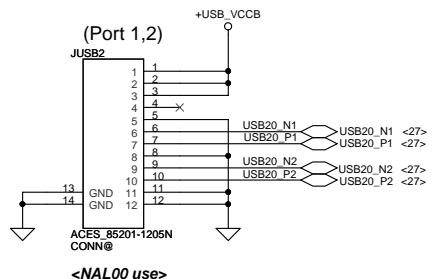 +USB_VCCB
(Port 1,2)
JUSB2
1 1
2 2
3 3
4 4
5 5
6 6 USB20_N1 USB20_N1 <27>
7 7 USB20_P1 USB20_P1 <27>
8 8
9 9 USB20_N2 USB20_N2 <27>
10 10 USB20_P2 USB20_P2 <27>
13 GND 11 11
14 GND 12 12
ACES_85201-1205N
CONN@
<NAL00 use>